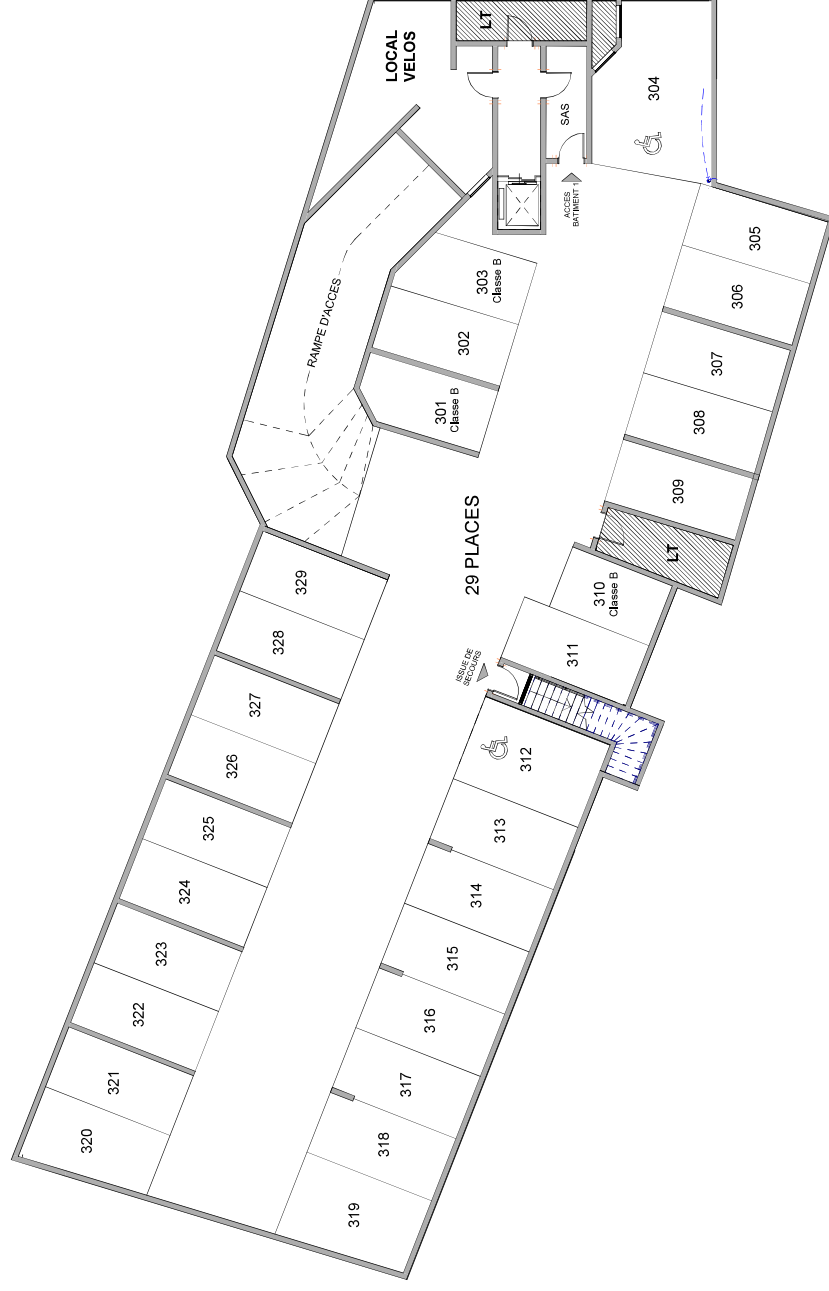 LT
LOCAL
VELOS
304
SAS
ACCES
BATIMENT 1
305
303
Classe B
306
RAMPE D'ACCES
302
307
301
Classe B
308
309
29 PLACES
LT
329
310
Classe B
328
311
ISSUE DE
SECOURS
327
326
312
325
313
324
314
323
315
322
316
321
317
320
318
319